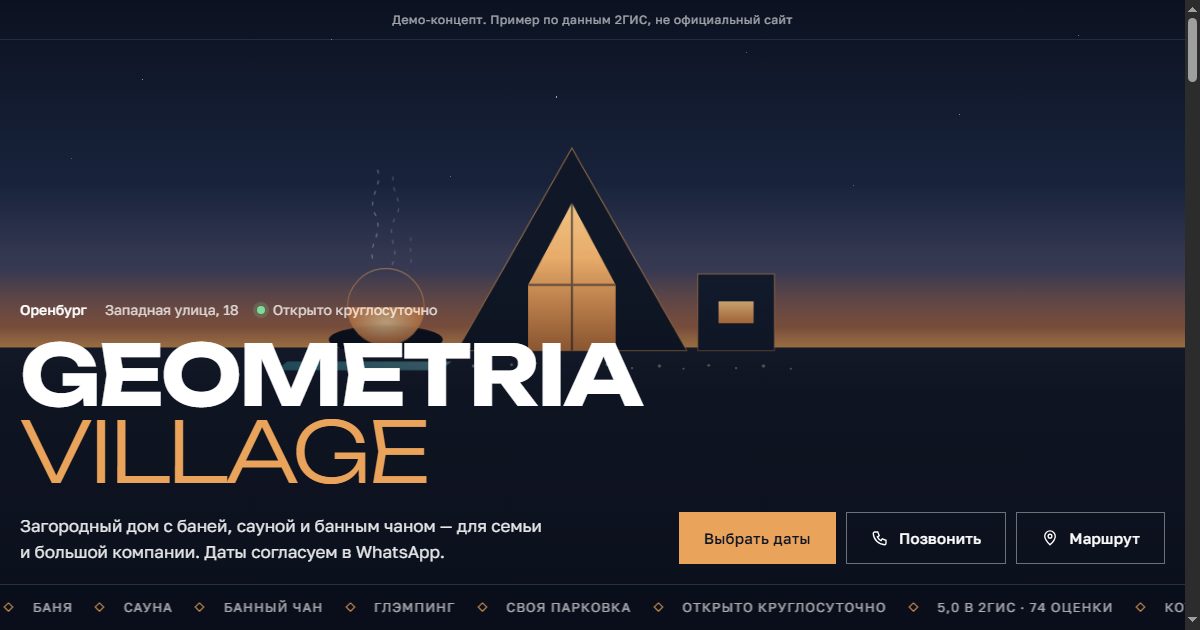 Демо-концепт. Пример по данным 2ГИС, не официальный сайт
Оренбург Западная улица, 18 Открыто круглосуточно
GEOMETRIA
VILLAGE
Загородный дом с баней, сауной и банным чаном — для семьи
и большой компании. Даты согласуем в WhatsApp.
Выбрать даты Позвонить Маршрут
БАНЯ САУНА БАННЫЙ ЧАН ГЛЭМПИНГ СВОЯ ПАРКОВКА ОТКРЫТО КРУГЛОСУТОЧНО 5,0 В 2ГИС · 74 ОЦЕНКИ